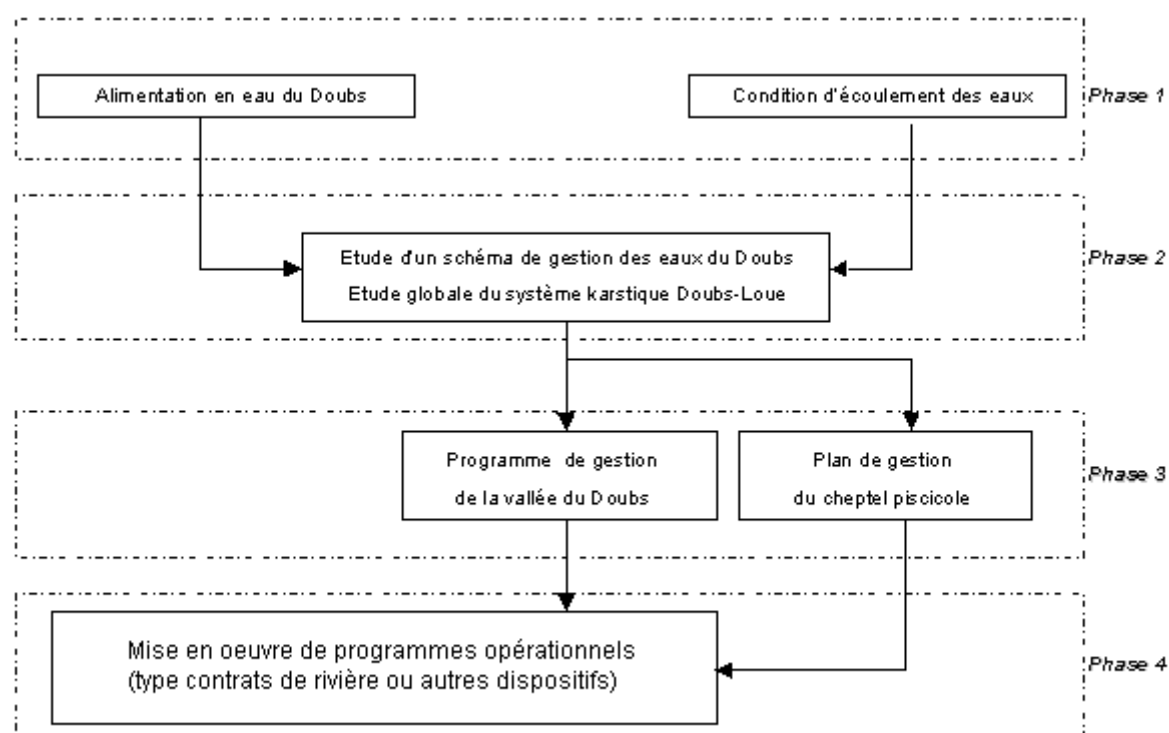 Alimentation en eau du Doubs
Condition d'écoulement des eaux
Phase 1
Etude d'un schéma de gestion des eaux du Doubs
Etude globale du système karstique Doubs-Loue
Phase 2
Programme de gestion
de la vallée du Doubs
Plan de gestion
du cheptel piscicole
Phase 3
Mise en oeuvre de programmes opérationnels
(type contrats de rivière ou autres dispositifs)
Phase 4